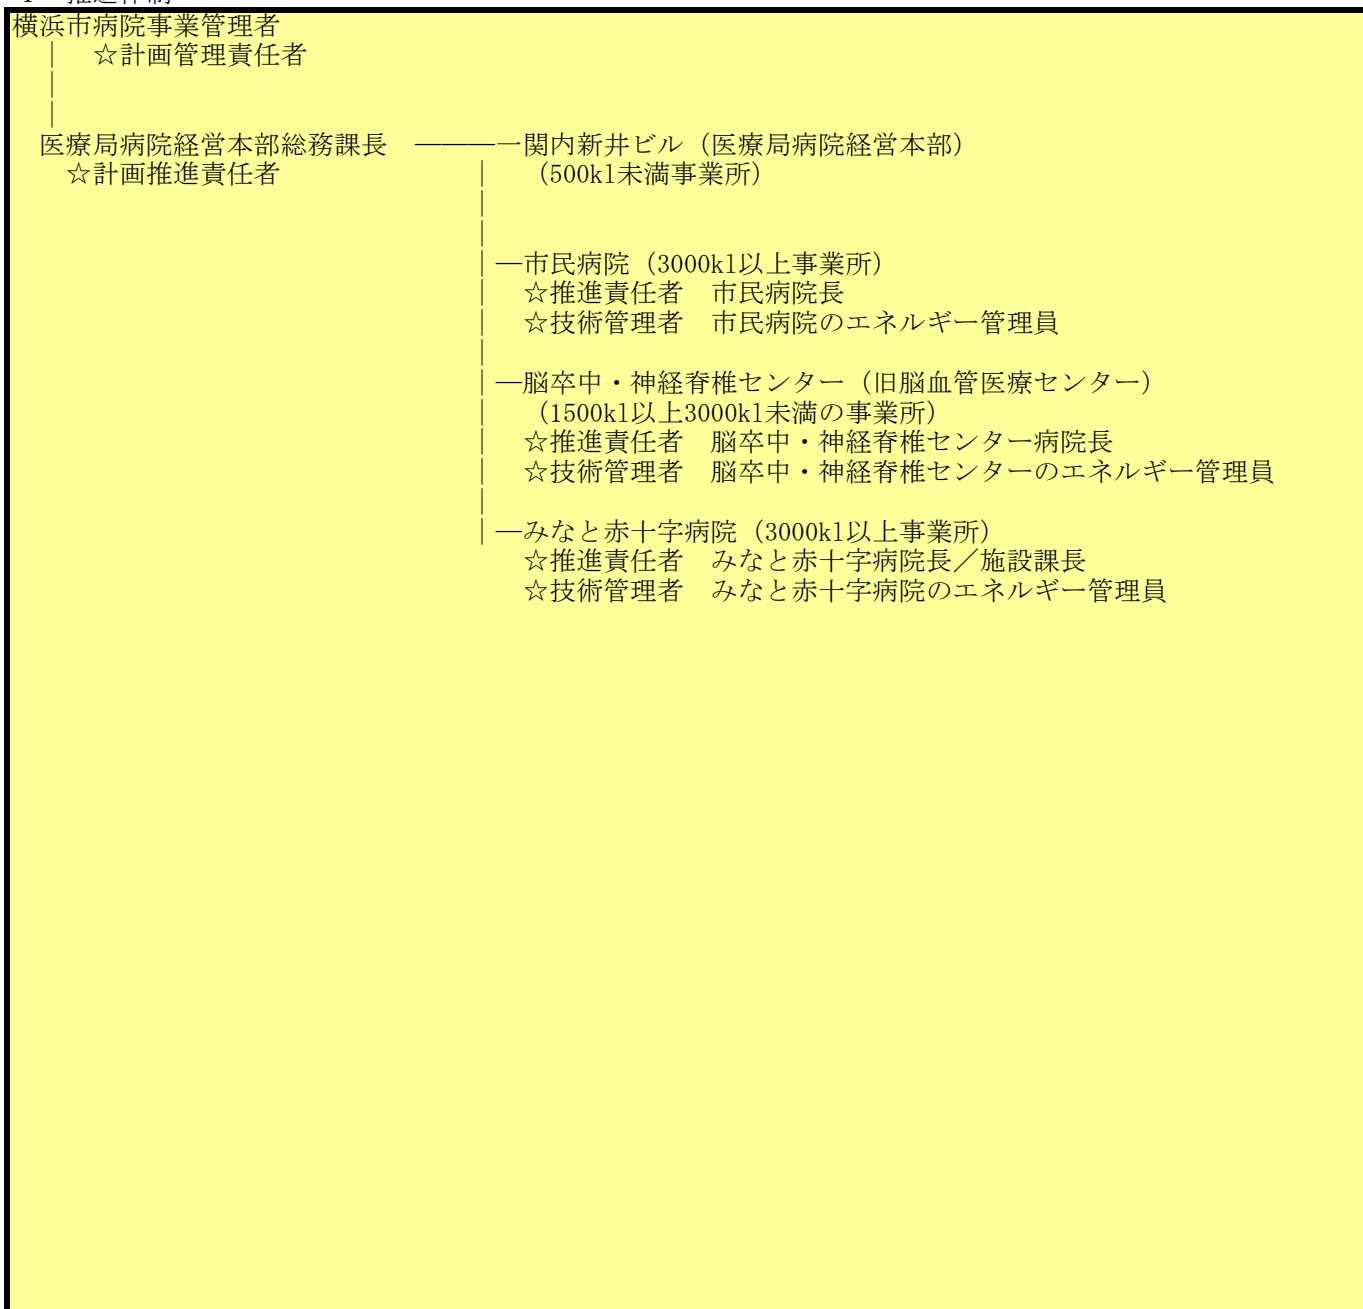 横浜市病院事業管理者
│　☆計画管理責任者
│
│
医療局病院経営本部総務課長　―――一関内新井ビル（医療局病院経営本部）
☆計画推進責任者　│　（500kl未満事業所）
│
│
│―市民病院（3000kl以上事業所）
│　☆推進責任者　市民病院長
│　☆技術管理者　市民病院のエネルギー管理員
│
│―脳卒中・神経脊椎センター（旧脳血管医療センター）
│　（1500kl以上3000kl未満の事業所）
│　☆推進責任者　脳卒中・神経脊椎センター病院長
│　☆技術管理者　脳卒中・神経脊椎センターのエネルギー管理員
│
│―みなと赤十字病院（3000kl以上事業所）
☆推進責任者　みなと赤十字病院長／施設課長
☆技術管理者　みなと赤十字病院のエネルギー管理員